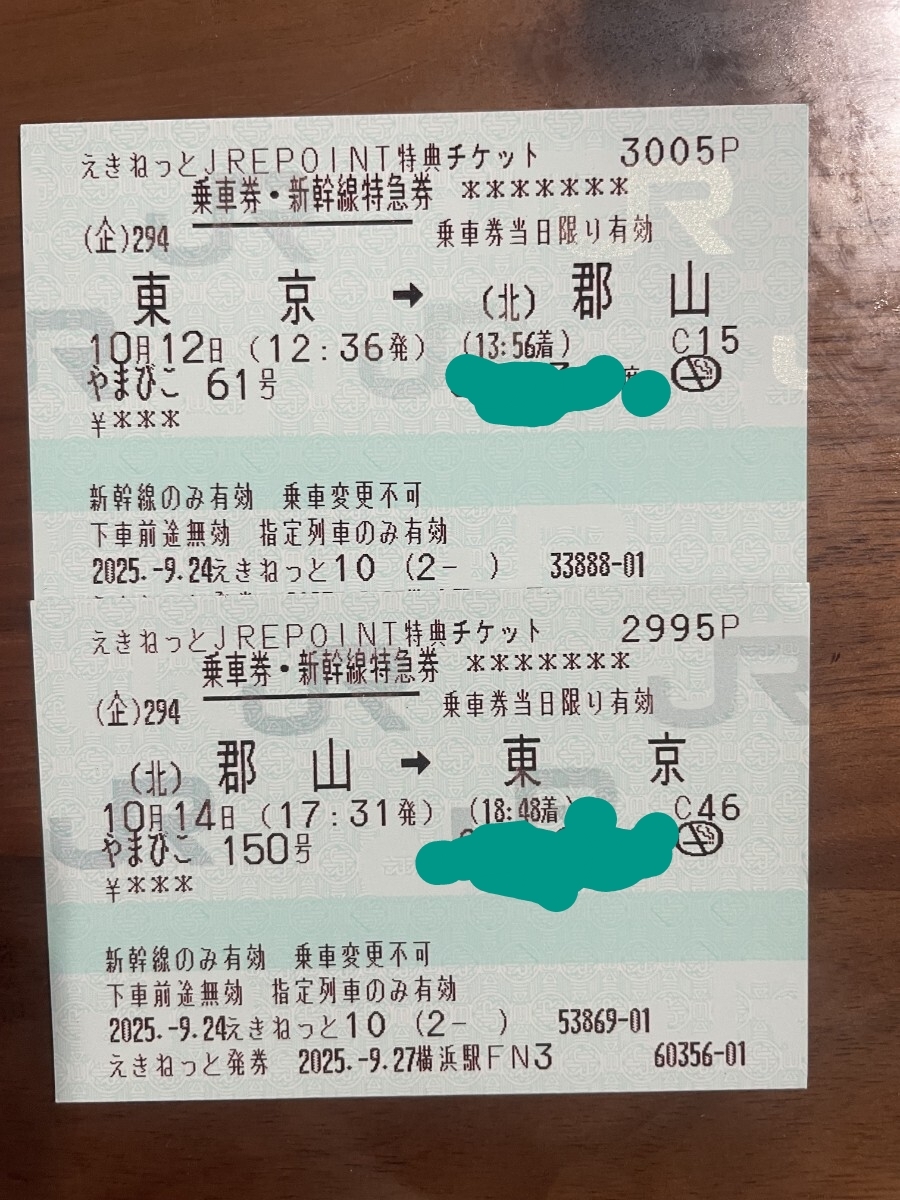 えきねっとJREPOINT特典チケット 3005P
乗車券・新幹線特急券 *******
(企)294 乗車券当日限り有効
東京 ➡ (北) 郡山
10月12日 (12:36発) (13:56着) C15
やまびこ 61号
¥***
新幹線のみ有効 乗車変更不可
下車前途無効 指定列車のみ有効
2025.-9.24えきねっと10 (2- ) 33888-01
えきねっとJREPOINT特典チケット 2995P
乗車券・新幹線特急券 *******
(企)294 乗車券当日限り有効
(北) 郡山 ➡ 東京
10月14日 (17:31発) (18:48着) C46
やまびこ 150号
¥***
新幹線のみ有効 乗車変更不可
下車前途無効 指定列車のみ有効
2025.-9.24えきねっと10 (2- ) 53869-01
えきねっと発券 2025.-9.27横浜駅FN3 60356-01